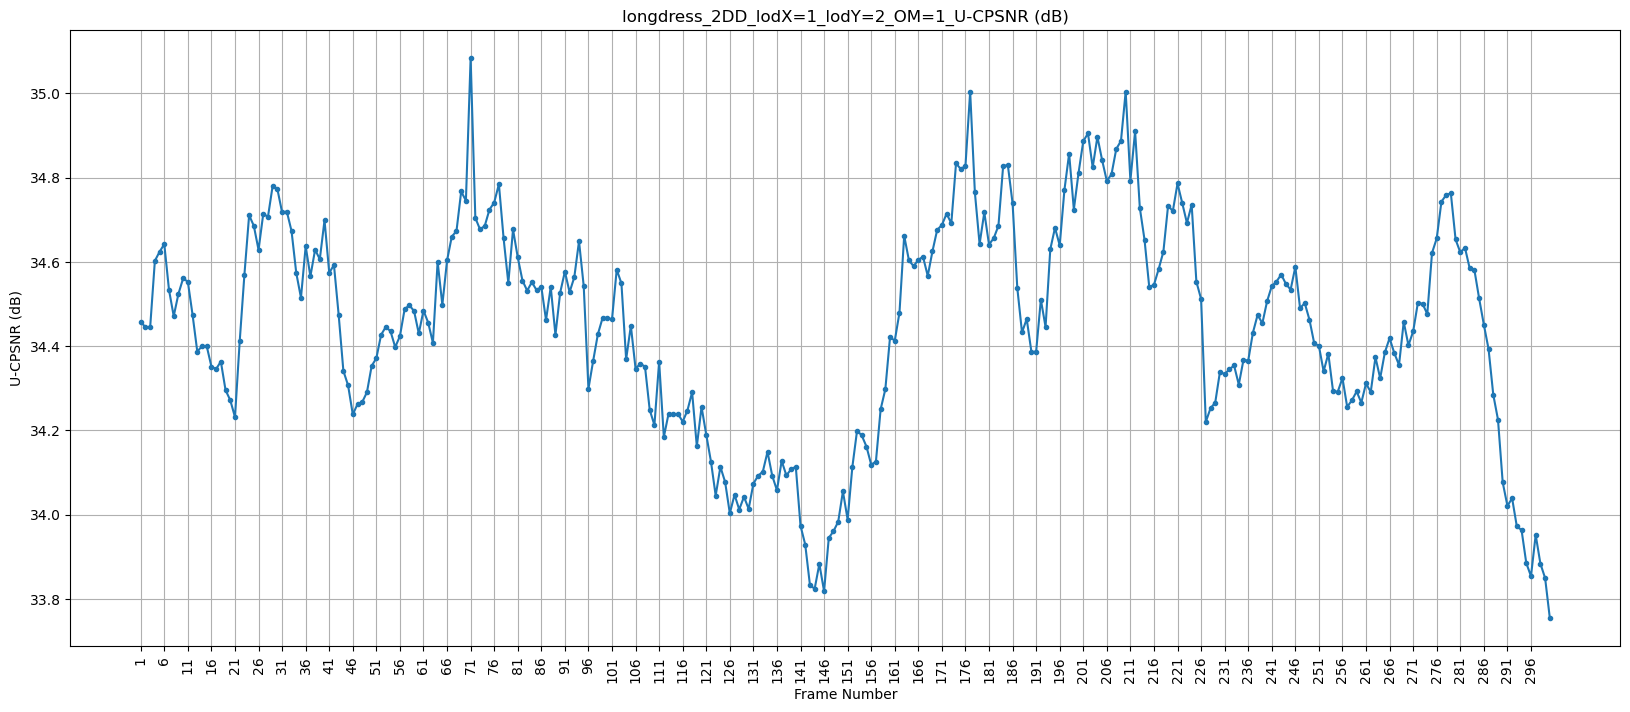 longdress_2DD_lodX=1_lodY=2_OM=1_U-CPSNR (dB)
35.0
34.8
34.6
34.4
34.2
34.0
33.8
U-CPSNR (dB)
1 6 11 16 21 26 31 36 41 46 51 56 61 66 71 76 81 86 91 96 101 106 111 116 121 126 131 136 141 146 151 156 161 166 171 176 181 186 191 196 201 206 211 216 221 226 231 236 241 246 251 256 261 266 271 276 281 286 291 296
Frame Number